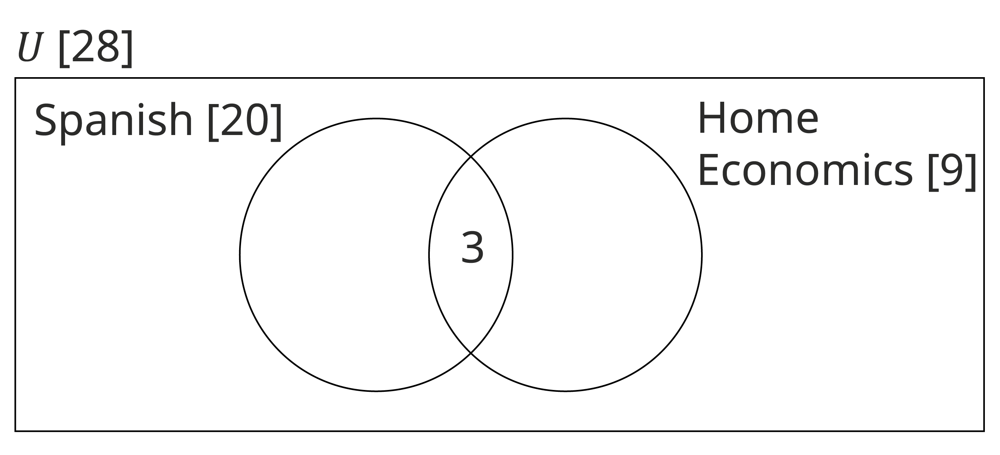 U [28]
Spanish [20]
Home
Economics [9]
3